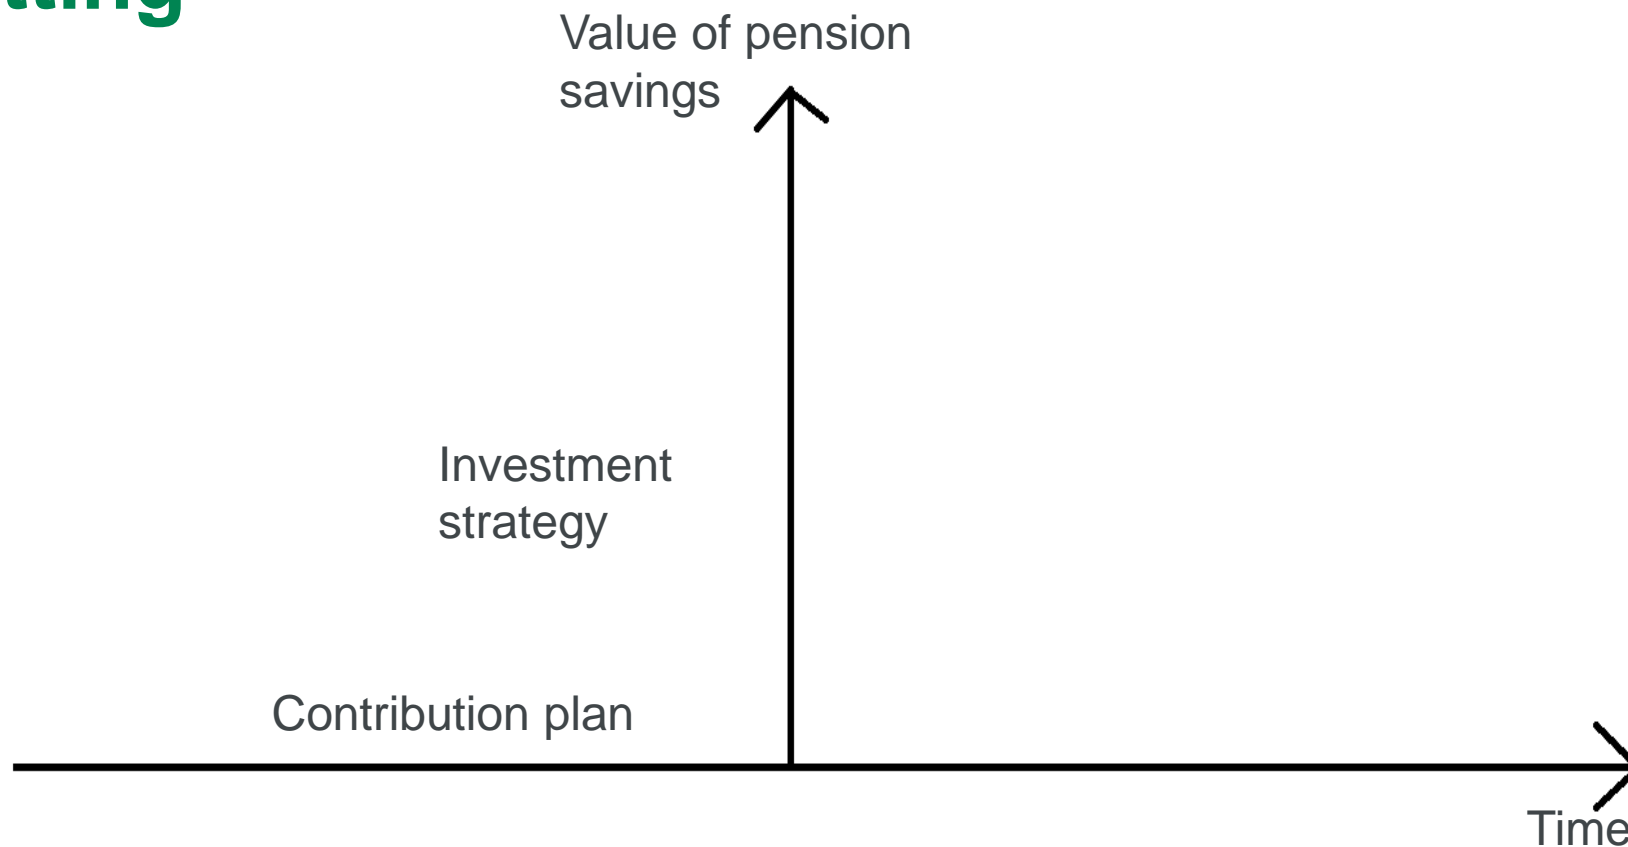 Value of pension
savings
Investment
strategy
Contribution plan
Time